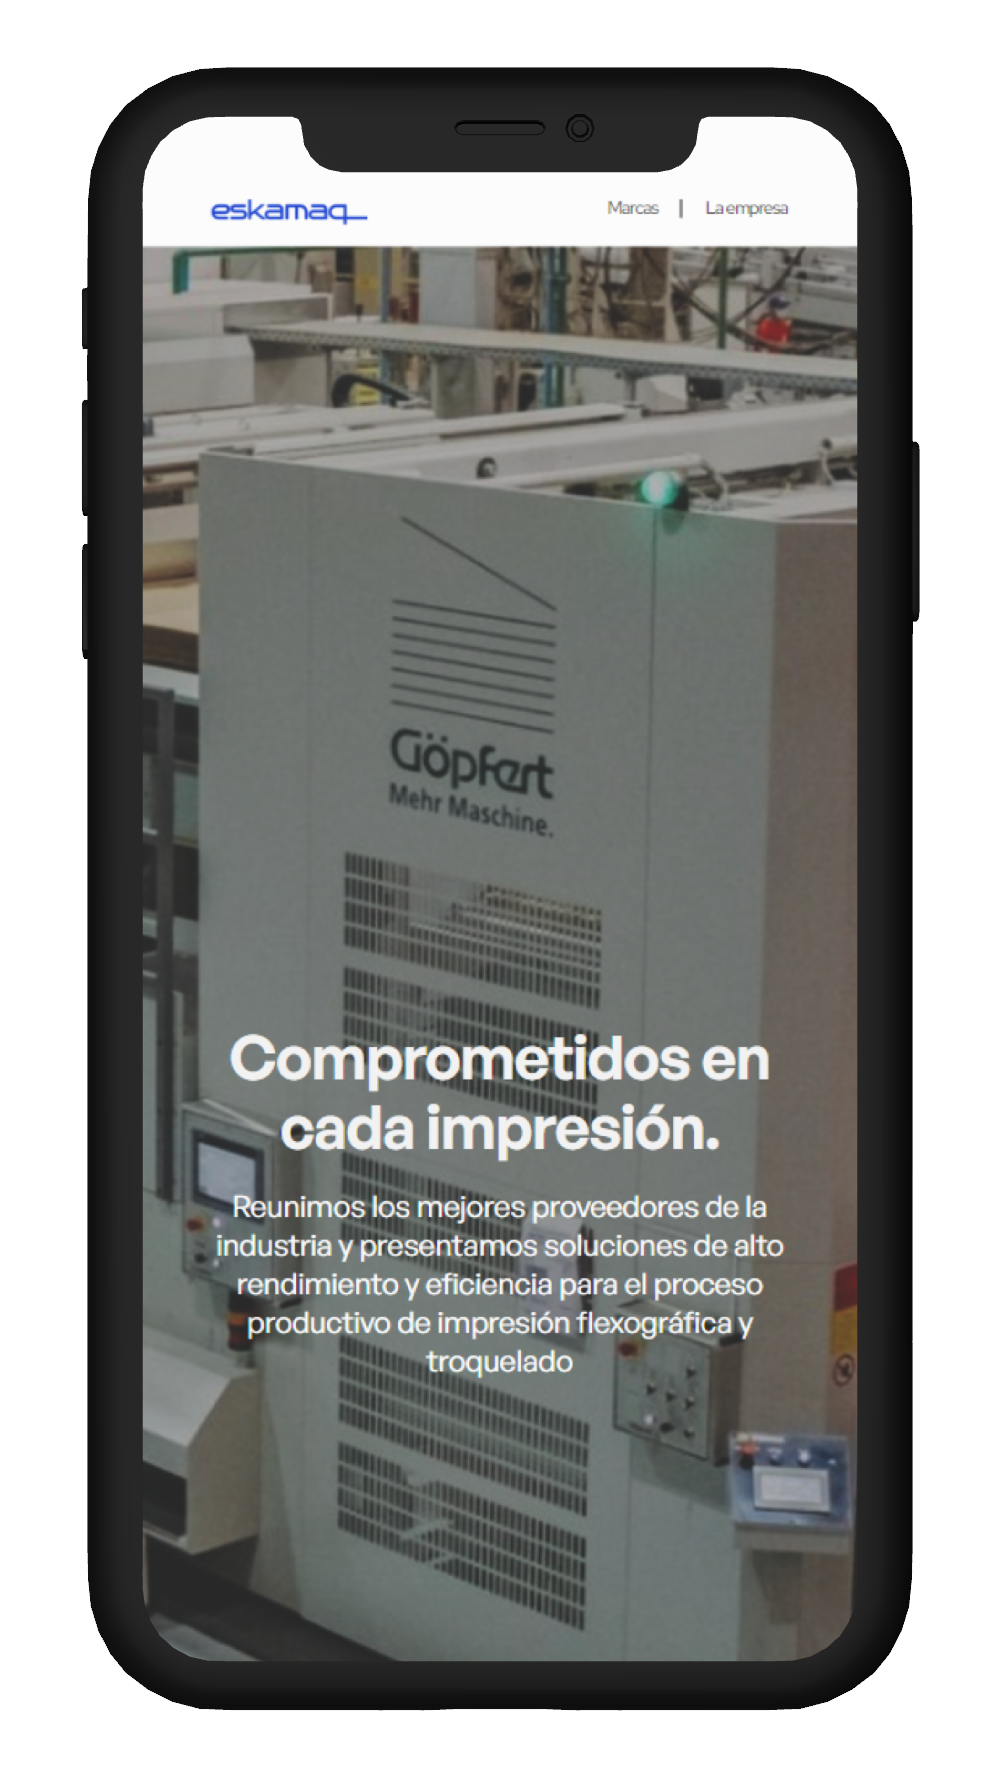 eskamaq_
Marcas | La empresa
Göpfert
Mehr Maschine.
Comprometidos en
cada impresión.
Reunimos los mejores proveedores de la
industria y presentamos soluciones de alto
rendimiento y eficiencia para el proceso
productivo de impresión flexográfica y
troquelado